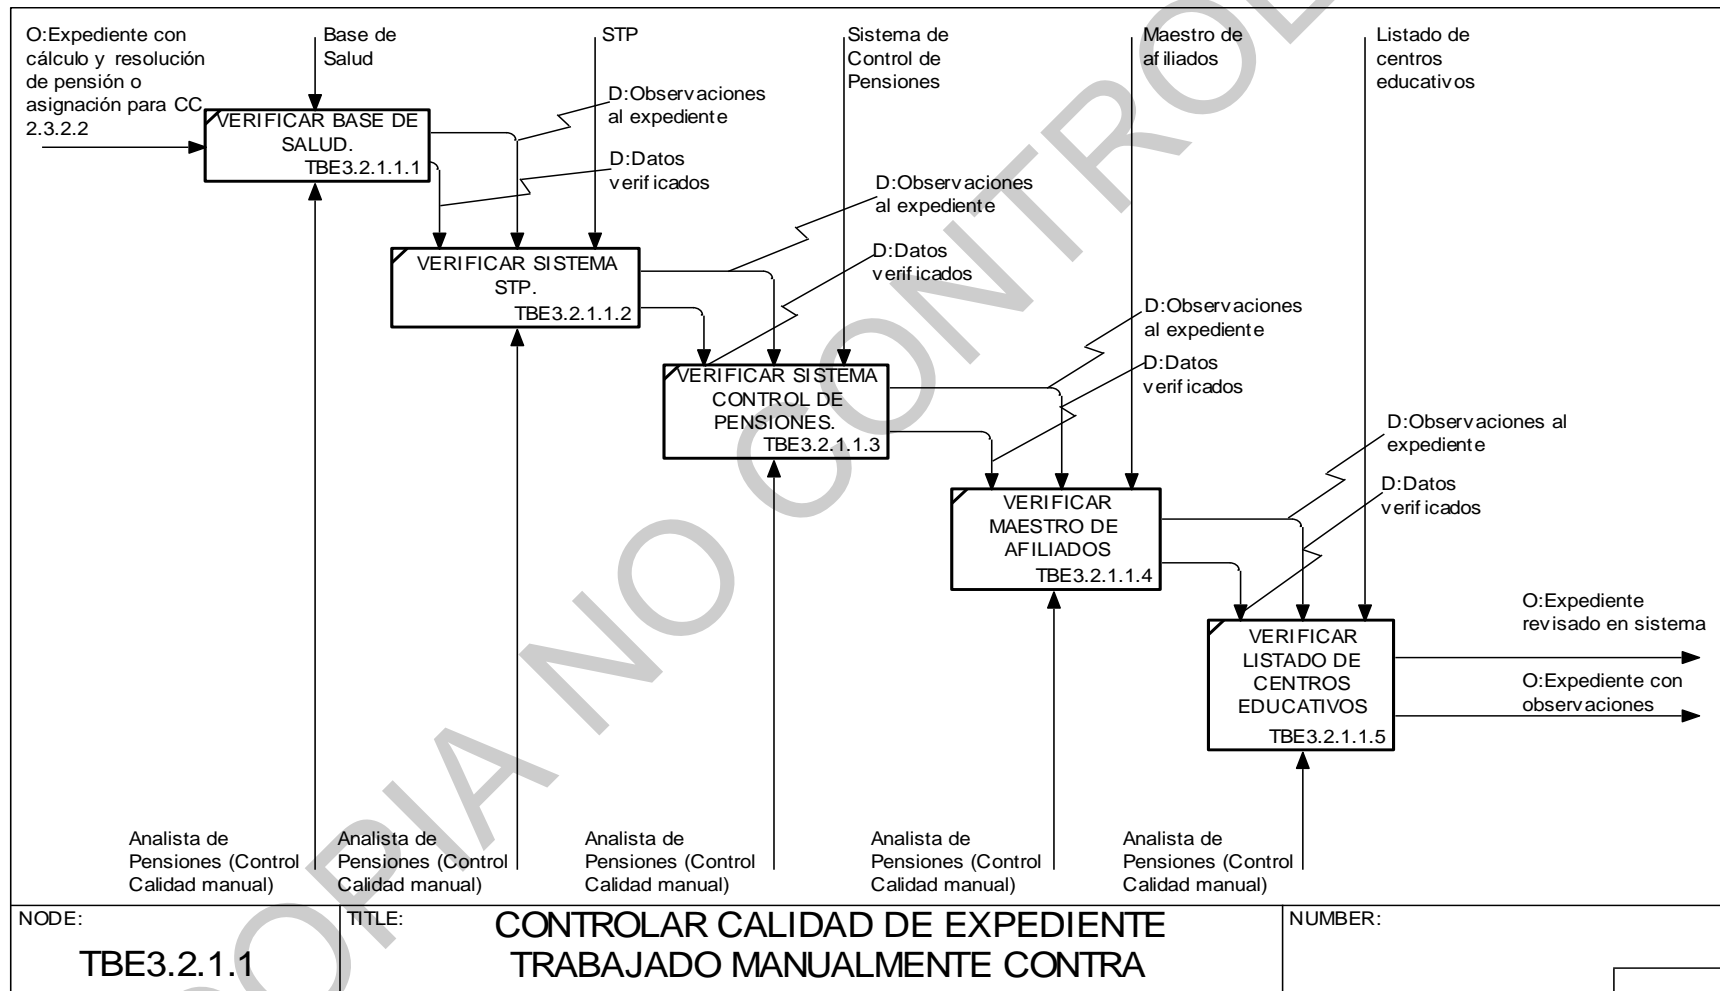 O:Expediente con
cálculo y resolución
de pensión o
asignación para CC
2.3.2.2
Base de
Salud
STP
Sistema de
Control de
Pensiones
Maestro de
afiliados
Listado de
centros
educativos
D:Observaciones
al expediente
D:Datos
verificados
VERIFICAR BASE DE
SALUD.
TBE3.2.1.1.1
D:Observaciones
al expediente
D:Datos
verificados
VERIFICAR SISTEMA
STP.
TBE3.2.1.1.2
D:Observaciones
al expediente
D:Datos
verificados
VERIFICAR SISTEMA
CONTROL DE
PENSIONES.
TBE3.2.1.1.3
D:Observaciones al
expediente
D:Datos
verificados
VERIFICAR
MAESTRO DE
AFILIADOS
TBE3.2.1.1.4
VERIFICAR
LISTADO DE
CENTROS
EDUCATIVOS
TBE3.2.1.1.5
O:Expediente
revisado en sistema
O:Expediente con
observaciones
Analista de
Pensiones (Control
Calidad manual)
Analista de
Pensiones (Control
Calidad manual)
Analista de
Pensiones (Control
Calidad manual)
Analista de
Pensiones (Control
Calidad manual)
Analista de
Pensiones (Control
Calidad manual)
NODE:
TBE3.2.1.1
TITLE:
CONTROLAR CALIDAD DE EXPEDIENTE
TRABAJADO MANUALMENTE CONTRA
NUMBER:
COPIA NO CONTROL